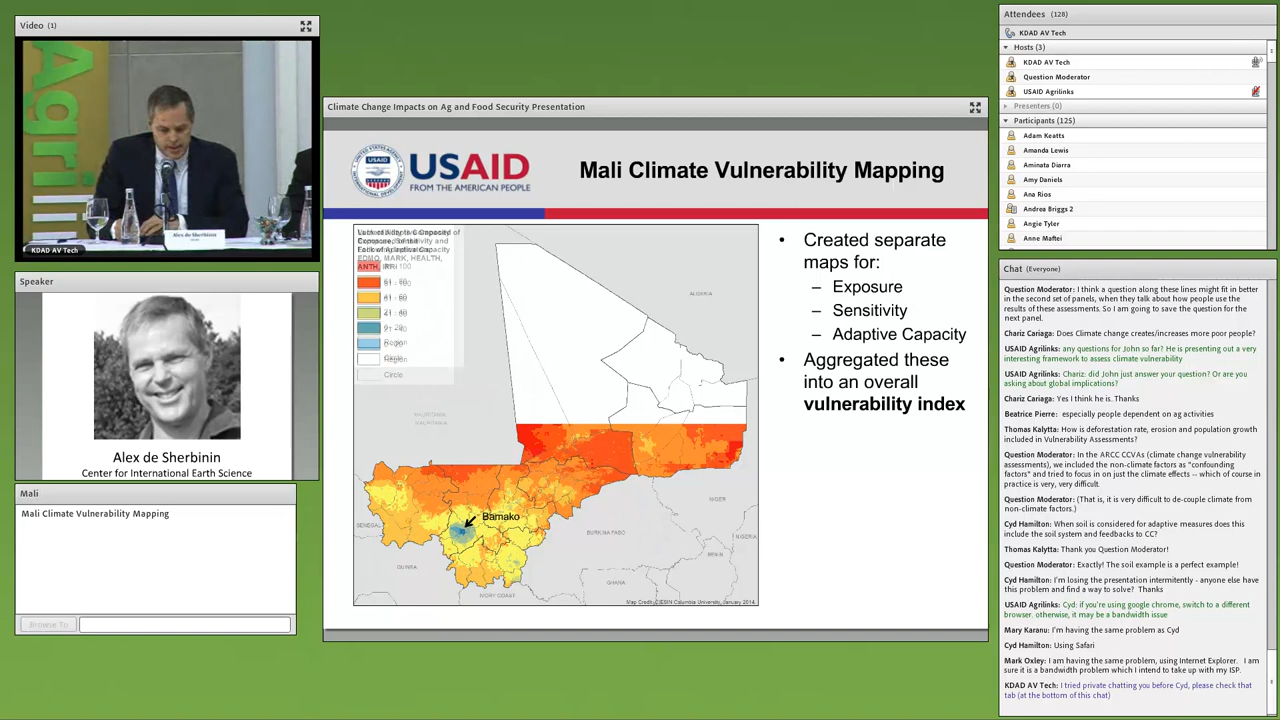 Video (1)
Agril
Alex de Sherbinin
KDAD AV Tech
Speaker
Alex de Sherbinin
Center for International Earth Science
Mali
Mali Climate Vulnerability Mapping
Browse To
Climate Change Impacts on Ag and Food Security Presentation
USAID
USAID
FROM THE AMERICAN PEOPLE
Mali Climate Vulnerability Mapping
EDMO, MARK, HEALTH,
ANTH, IRRI
Region
Circle
ALGERIA
MAURITANIA
MAURITANIA
Bamako
SENEGAL
NIGER
BURKINA FASO
NIGERIA
BENIN
GUINEA
GHANA
IVORY COAST
Map Credit: CIESIN Columbia University, January 2014.
• Created separate
maps for:
– Exposure
– Sensitivity
– Adaptive Capacity
• Aggregated these
into an overall
vulnerability index
Attendees (128)
KDAD AV Tech
Hosts (3)
KDAD AV Tech
Question Moderator
USAID Agrilinks
Presenters (0)
Participants (125)
Adam Keatts
Amanda Lewis
Aminata Diarra
Amy Daniels
Ana Rios
Andrea Briggs 2
Angie Tyler
Anne Maftei
Chat (Everyone)
Question Moderator: I think a question along these lines might fit in better
in the second set of panels, when they talk about how people use the
results of these assessments. So I am going to save the question for the
next panel.
Chariz Cariaga: Does Climate change creates/increases more poor people?
USAID Agrilinks: any questions for John so far? He is presenting out a very
interesting framework to assess climate vulnerability
USAID Agrilinks: Chariz: did John just answer your question? Or are you
asking about global implications?
Chariz Cariaga: Yes I think he is. Thanks
Beatrice Pierre: especially people dependent on ag activities
Thomas Kalytta: How is deforestation rate, erosion and population growth
included in Vulnerability Assessments?
Question Moderator: In the ARCC CCVAs (climate change vulnerability
assessments), we included the non-climate factors as "confounding
factors" and tried to focus in on just the climate effects -- which of course in
practice is very, very difficult.
Question Moderator: (That is, it is very difficult to de-couple climate from
non-climate factors.)
Cyd Hamilton: When soil is considered for adaptive measures does this
include the soil system and feedbacks to CC?
Thomas Kalytta: Thank you Question Moderator!
Question Moderator: Exactly! The soil example is a perfect example!
Cyd Hamilton: I'm losing the presentation intermitently - anyone else have
this problem and find a way to solve? Thanks
USAID Agrilinks: Cyd: if you're using google chrome, switch to a different
browser. otherwise, it may be a bandwidth issue
Mary Karanu: I'm having the same problem as Cyd
Cyd Hamilton: Using Safari
Mark Oxley: I am having the same problem, using Internet Explorer. I am
sure it is a bandwidth problem which I intend to take up with my ISP.
KDAD AV Tech: I tried private chatting you before Cyd, please check that
tab (at the bottom of this chat)